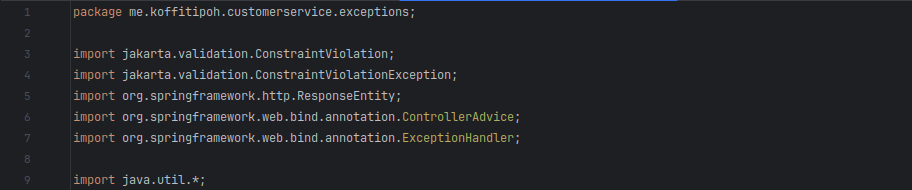 1 package me.koffitipoh.customerservice.exceptions;
2
3 import jakarta.validation.ConstraintViolation;
4 import jakarta.validation.ConstraintViolationException;
5 import org.springframework.http.ResponseEntity;
6 import org.springframework.web.bind.annotation.ControllerAdvice;
7 import org.springframework.web.bind.annotation.ExceptionHandler;
8
9 import java.util.*;